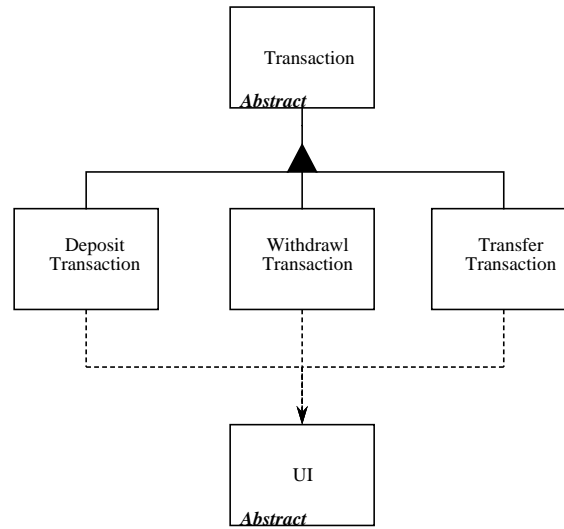 Transaction
Abstract
Deposit
Transaction
Withdrawl
Transaction
Transfer
Transaction
UI
Abstract